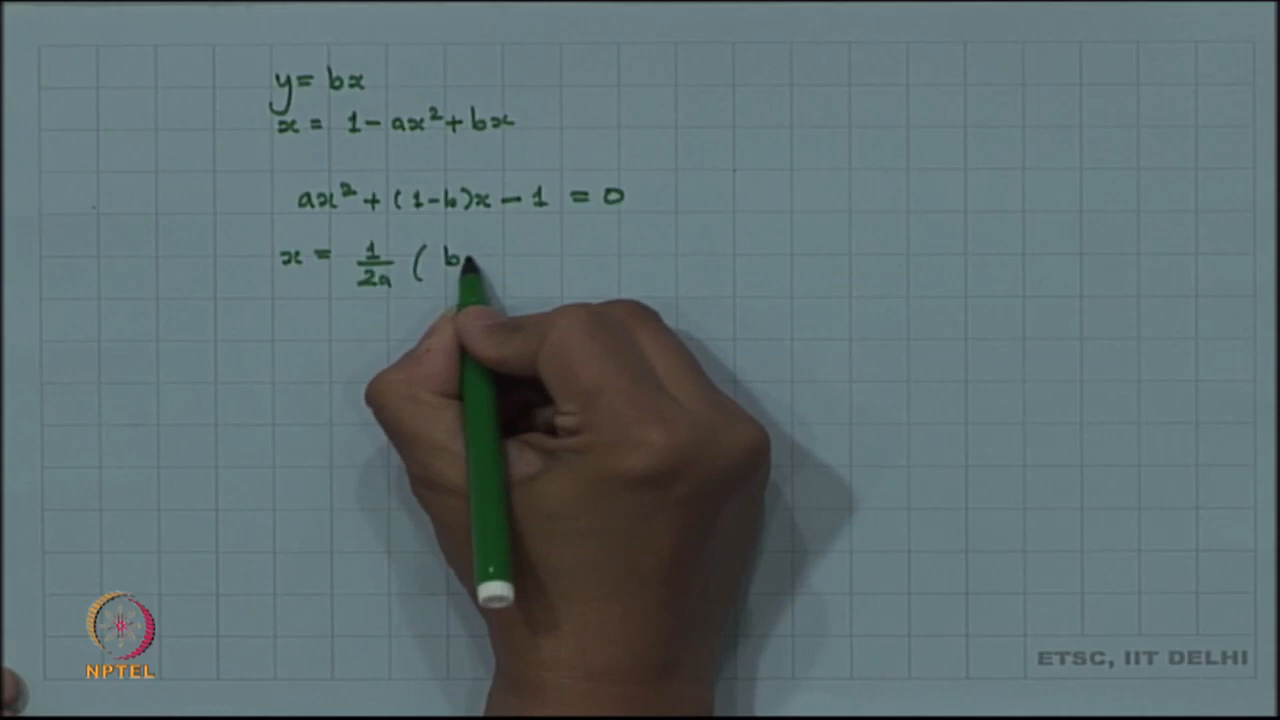 y = bx
x = 1 - ax² + bx
ax² + (1-b)x - 1 = 0
x = 1/2a ( b
NPTEL
ETSC, IIT DELHI